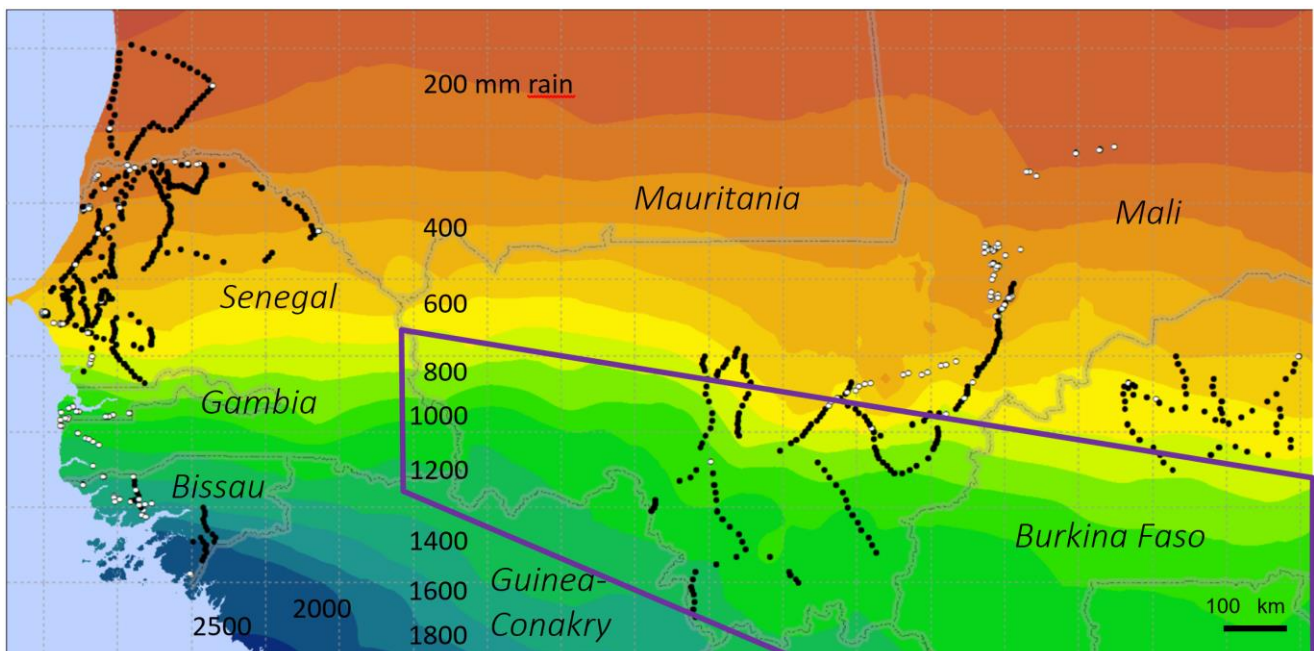 200 mm rain
Mauritania
Mali
400
Senegal
600
800
Gambia
1000
1200
Bissau
1400
Burkina Faso
Guinea-
Conakry
1600
2000
100 km
2500
1800